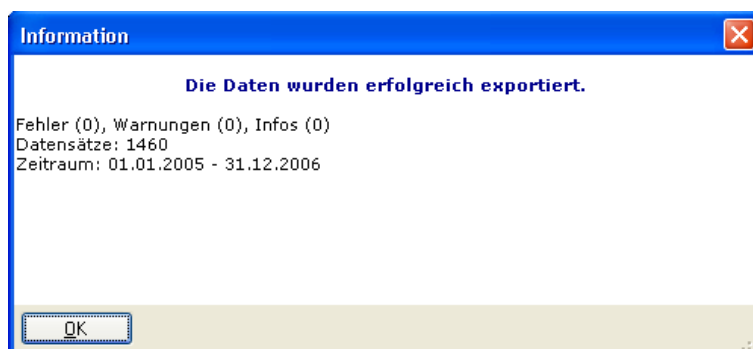 Information
Die Daten wurden erfolgreich exportiert.
Fehler (0), Warnungen (0), Infos (0)
Datensätze: 1460
Zeitraum: 01.01.2005 - 31.12.2006
OK